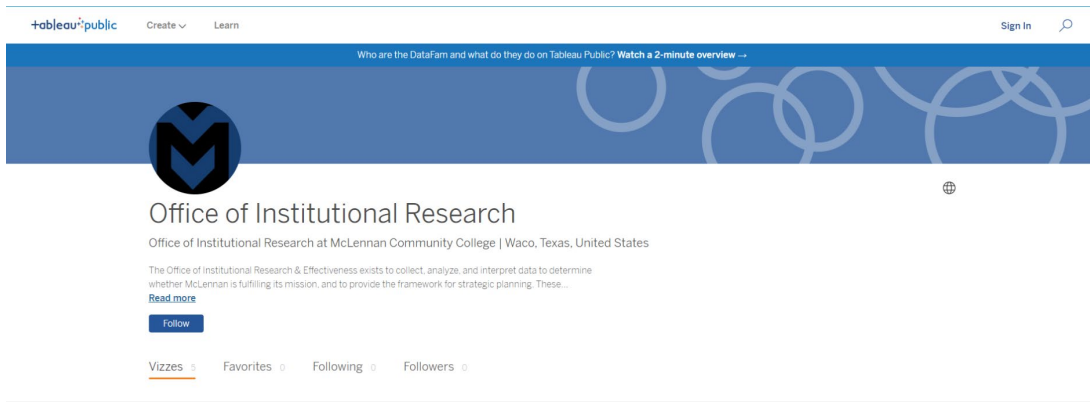 +ableau public Create Learn Sign In
Who are the DataFam and what do they do on Tableau Public? Watch a 2-minute overview →
Office of Institutional Research
Office of Institutional Research at McLennan Community College | Waco, Texas, United States
The Office of Institutional Research & Effectiveness exists to collect, analyze, and interpret data to determine
whether McLennan is fulfilling its mission, and to provide the framework for strategic planning. These...
Read more
Follow
Vizzes 5 Favorites 0 Following 0 Followers 0